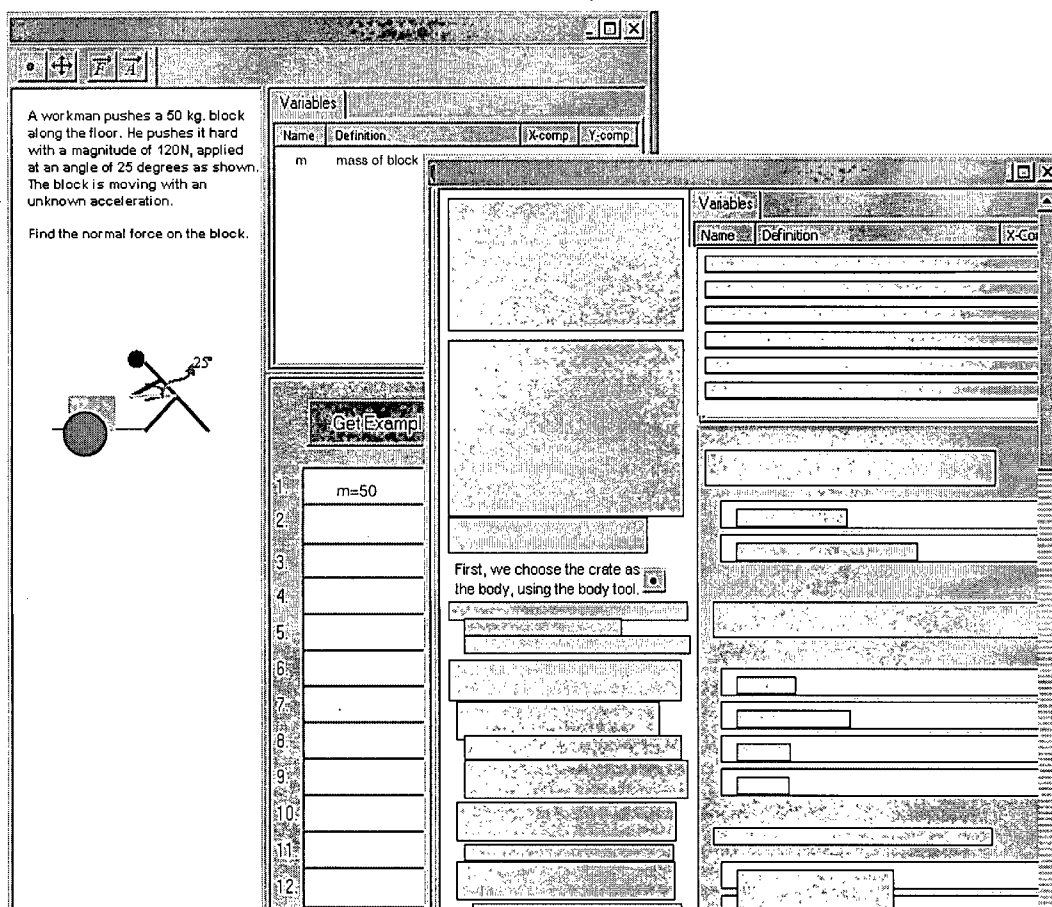 F A
A workman pushes a 50 kg. block
along the floor. He pushes it hard
with a magnitude of 120N, applied
at an angle of 25 degrees as shown.
The block is moving with an
unknown acceleration.
Find the normal force on the block.
25°
Variables
Name Definition X-comp Y-comp
m mass of block
Get Exampl
1. m=50
2.
3.
4.
5.
6.
7.
8.
9.
10.
11.
12.
First, we choose the crate as
the body, using the body tool.
Variables
Name Definition X-Co